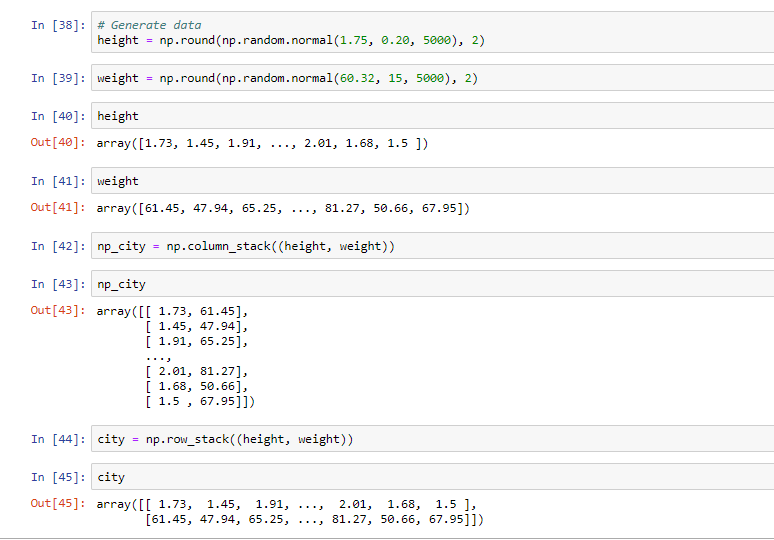 In [38]: # Generate data
height = np.round(np.random.normal(1.75, 0.20, 5000), 2)
In [39]: weight = np.round(np.random.normal(60.32, 15, 5000), 2)
In [40]: height
Out[40]: array([1.73, 1.45, 1.91, ..., 2.01, 1.68, 1.5 ])
In [41]: weight
Out[41]: array([61.45, 47.94, 65.25, ..., 81.27, 50.66, 67.95])
In [42]: np_city = np.column_stack((height, weight))
In [43]: np_city
Out[43]: array([[ 1.73, 61.45],
[ 1.45, 47.94],
[ 1.91, 65.25],
...,
[ 2.01, 81.27],
[ 1.68, 50.66],
[ 1.5 , 67.95]])
In [44]: city = np.row_stack((height, weight))
In [45]: city
Out[45]: array([[ 1.73,  1.45,  1.91, ...,  2.01,  1.68,  1.5 ],
[61.45, 47.94, 65.25, ..., 81.27, 50.66, 67.95]])